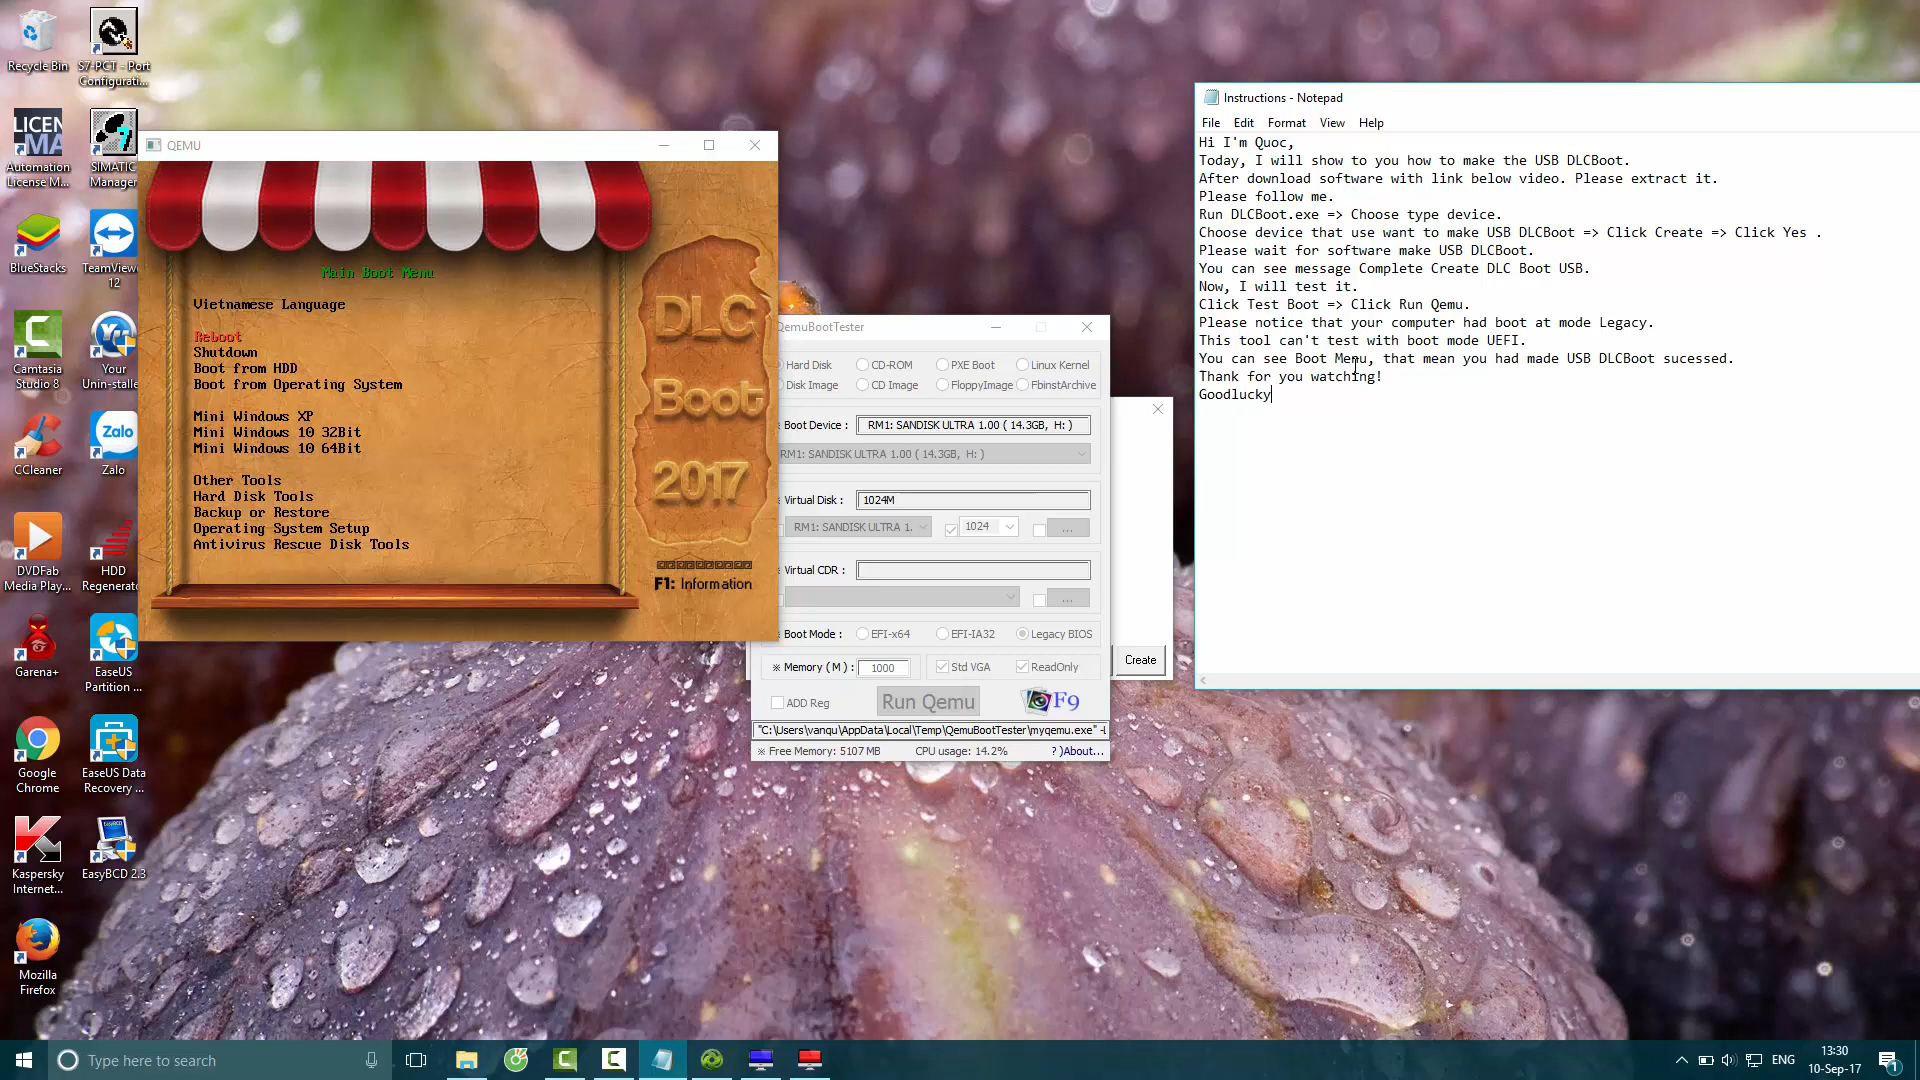 Recycle Bin
S7-PCT - Port
Configurati...
LICEN
MA
Automation
License M...
SIMATIC
Manager
BlueStacks
TeamViewer
12
Camtasia
Studio 8
Your
Unin-staller
CCleaner
Zalo
Zalo
DVDFab
Media Play...
HDD
Regenerato
Garena+
EaseUS
Partition ...
Google
Chrome
EaseUS Data
Recovery ...
Kaspersky
Internet...
EasyBCD 2.3
Mozilla
Firefox
QEMU
Main Boot Menu
Vietnamese Language
Reboot
Shutdown
Boot from HDD
Boot from Operating System
Mini Windows XP
Mini Windows 10 32Bit
Mini Windows 10 64Bit
Other Tools
Hard Disk Tools
Backup or Restore
Operating System Setup
Antivirus Rescue Disk Tools
DLC
Boot
2017
F1: Information
QemuBootTester
Hard Disk CD-ROM PXE Boot Linux Kernel
Disk Image CD Image FloppyImage FbinstArchive
Boot Device : RM1: SANDISK ULTRA 1.00 ( 14.3GB, H: )
RM1: SANDISK ULTRA 1.00 ( 14.3GB, H: )
Virtual Disk : 1024M
RM1: SANDISK ULTRA 1. 1024 ...
Virtual CDR :
...
Boot Mode : EFI-x64 EFI-IA32 Legacy BIOS
※ Memory ( M ) : 1000 Std VGA ReadOnly
ADD Reg Run Qemu F9
"C:\Users\vanqu\AppData\Local\Temp\QemuBootTester\myqemu.exe" -L
※ Free Memory: 5107 MB CPU usage: 14.2% ? )About...
Create
Instructions - Notepad
File Edit Format View Help
Hi I'm Quoc,
Today, I will show to you how to make the USB DLCBoot.
After download software with link below video. Please extract it.
Please follow me.
Run DLCBoot.exe => Choose type device.
Choose device that use want to make USB DLCBoot => Click Create => Click Yes .
Please wait for software make USB DLCBoot.
You can see message Complete Create DLC Boot USB.
Now, I will test it.
Click Test Boot => Click Run Qemu.
Please notice that your computer had boot at mode Legacy.
This tool can't test with boot mode UEFI.
You can see Boot Menu, that mean you had made USB DLCBoot sucessed.
Thank for you watching!
Goodlucky
Type here to search
ENG
13:30
10-Sep-17
1